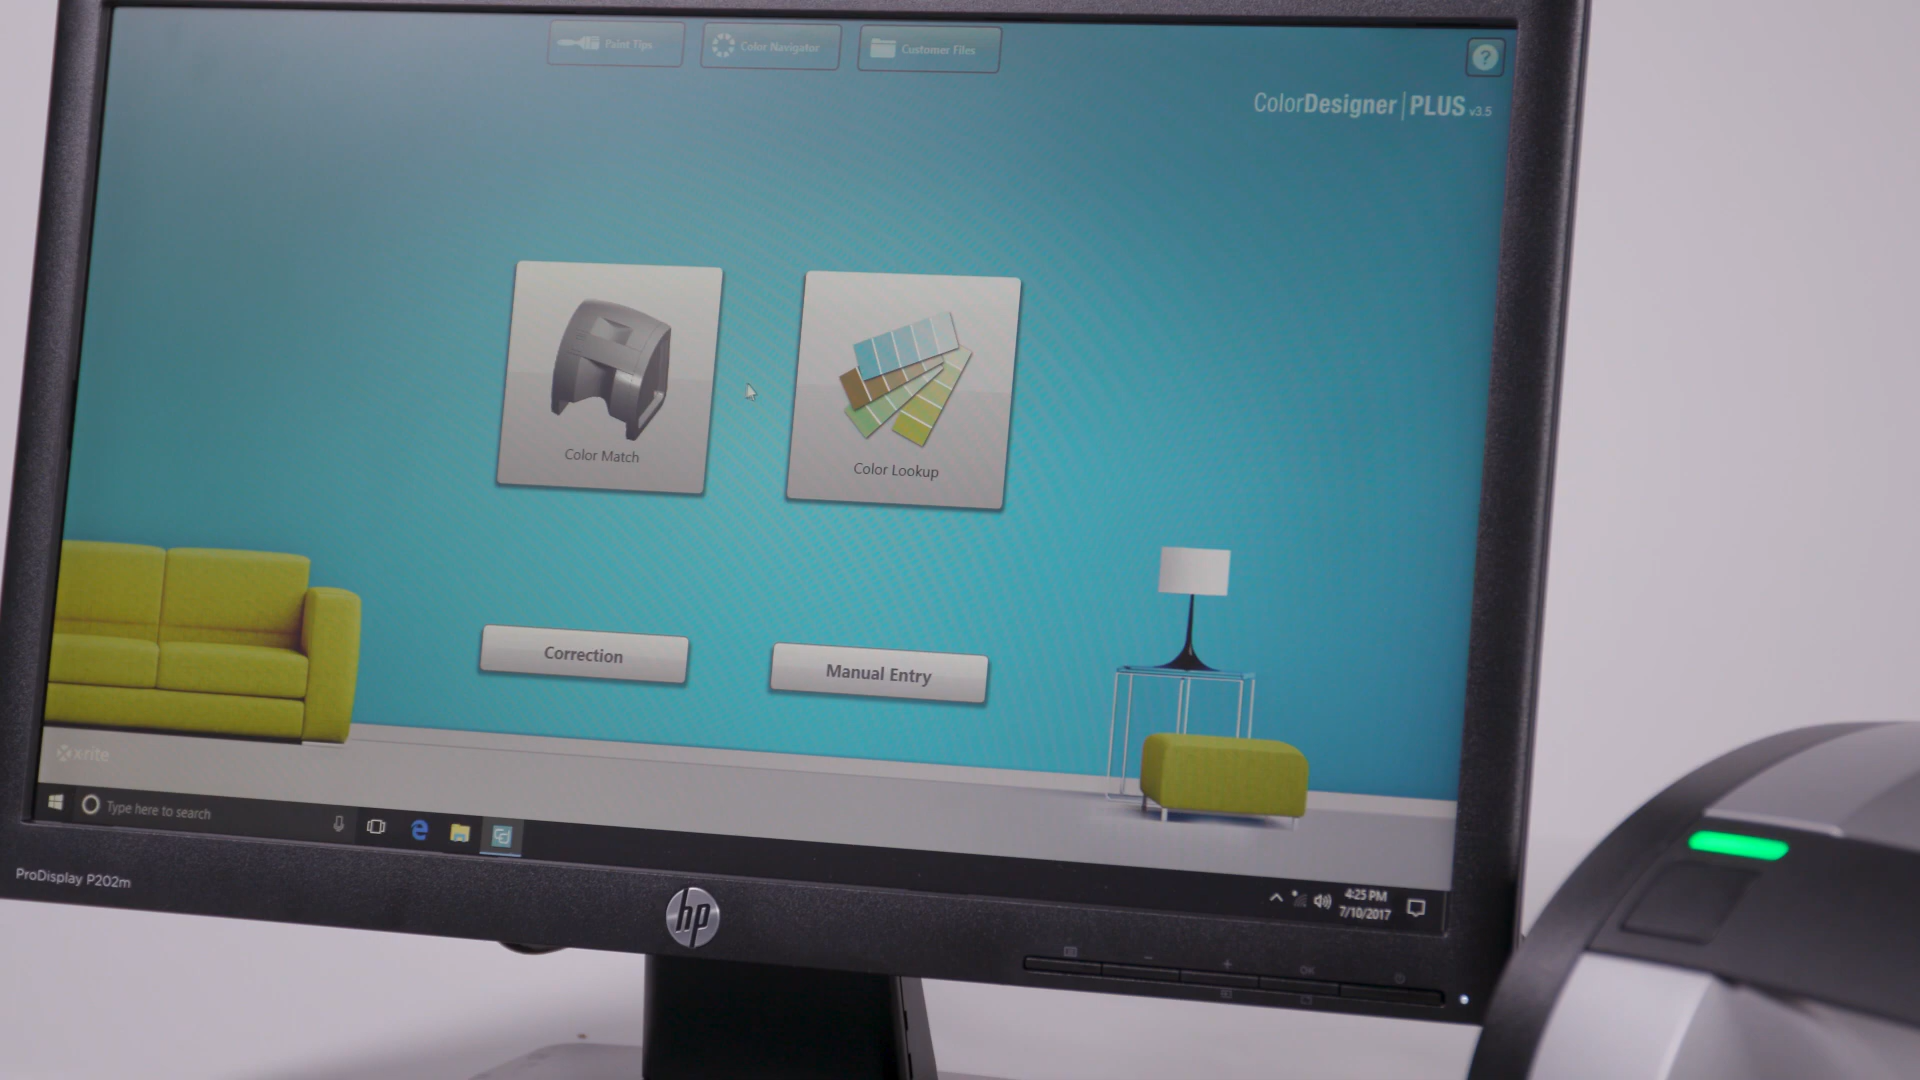 Paint Tips
Color Navigator
Customer Files
?
ColorDesigner | PLUS v3.5
Color Match
Color Lookup
Correction
Manual Entry
x·rite
Type here to search
4:25 PM
7/10/2017
ProDisplay P202m
hp
OK